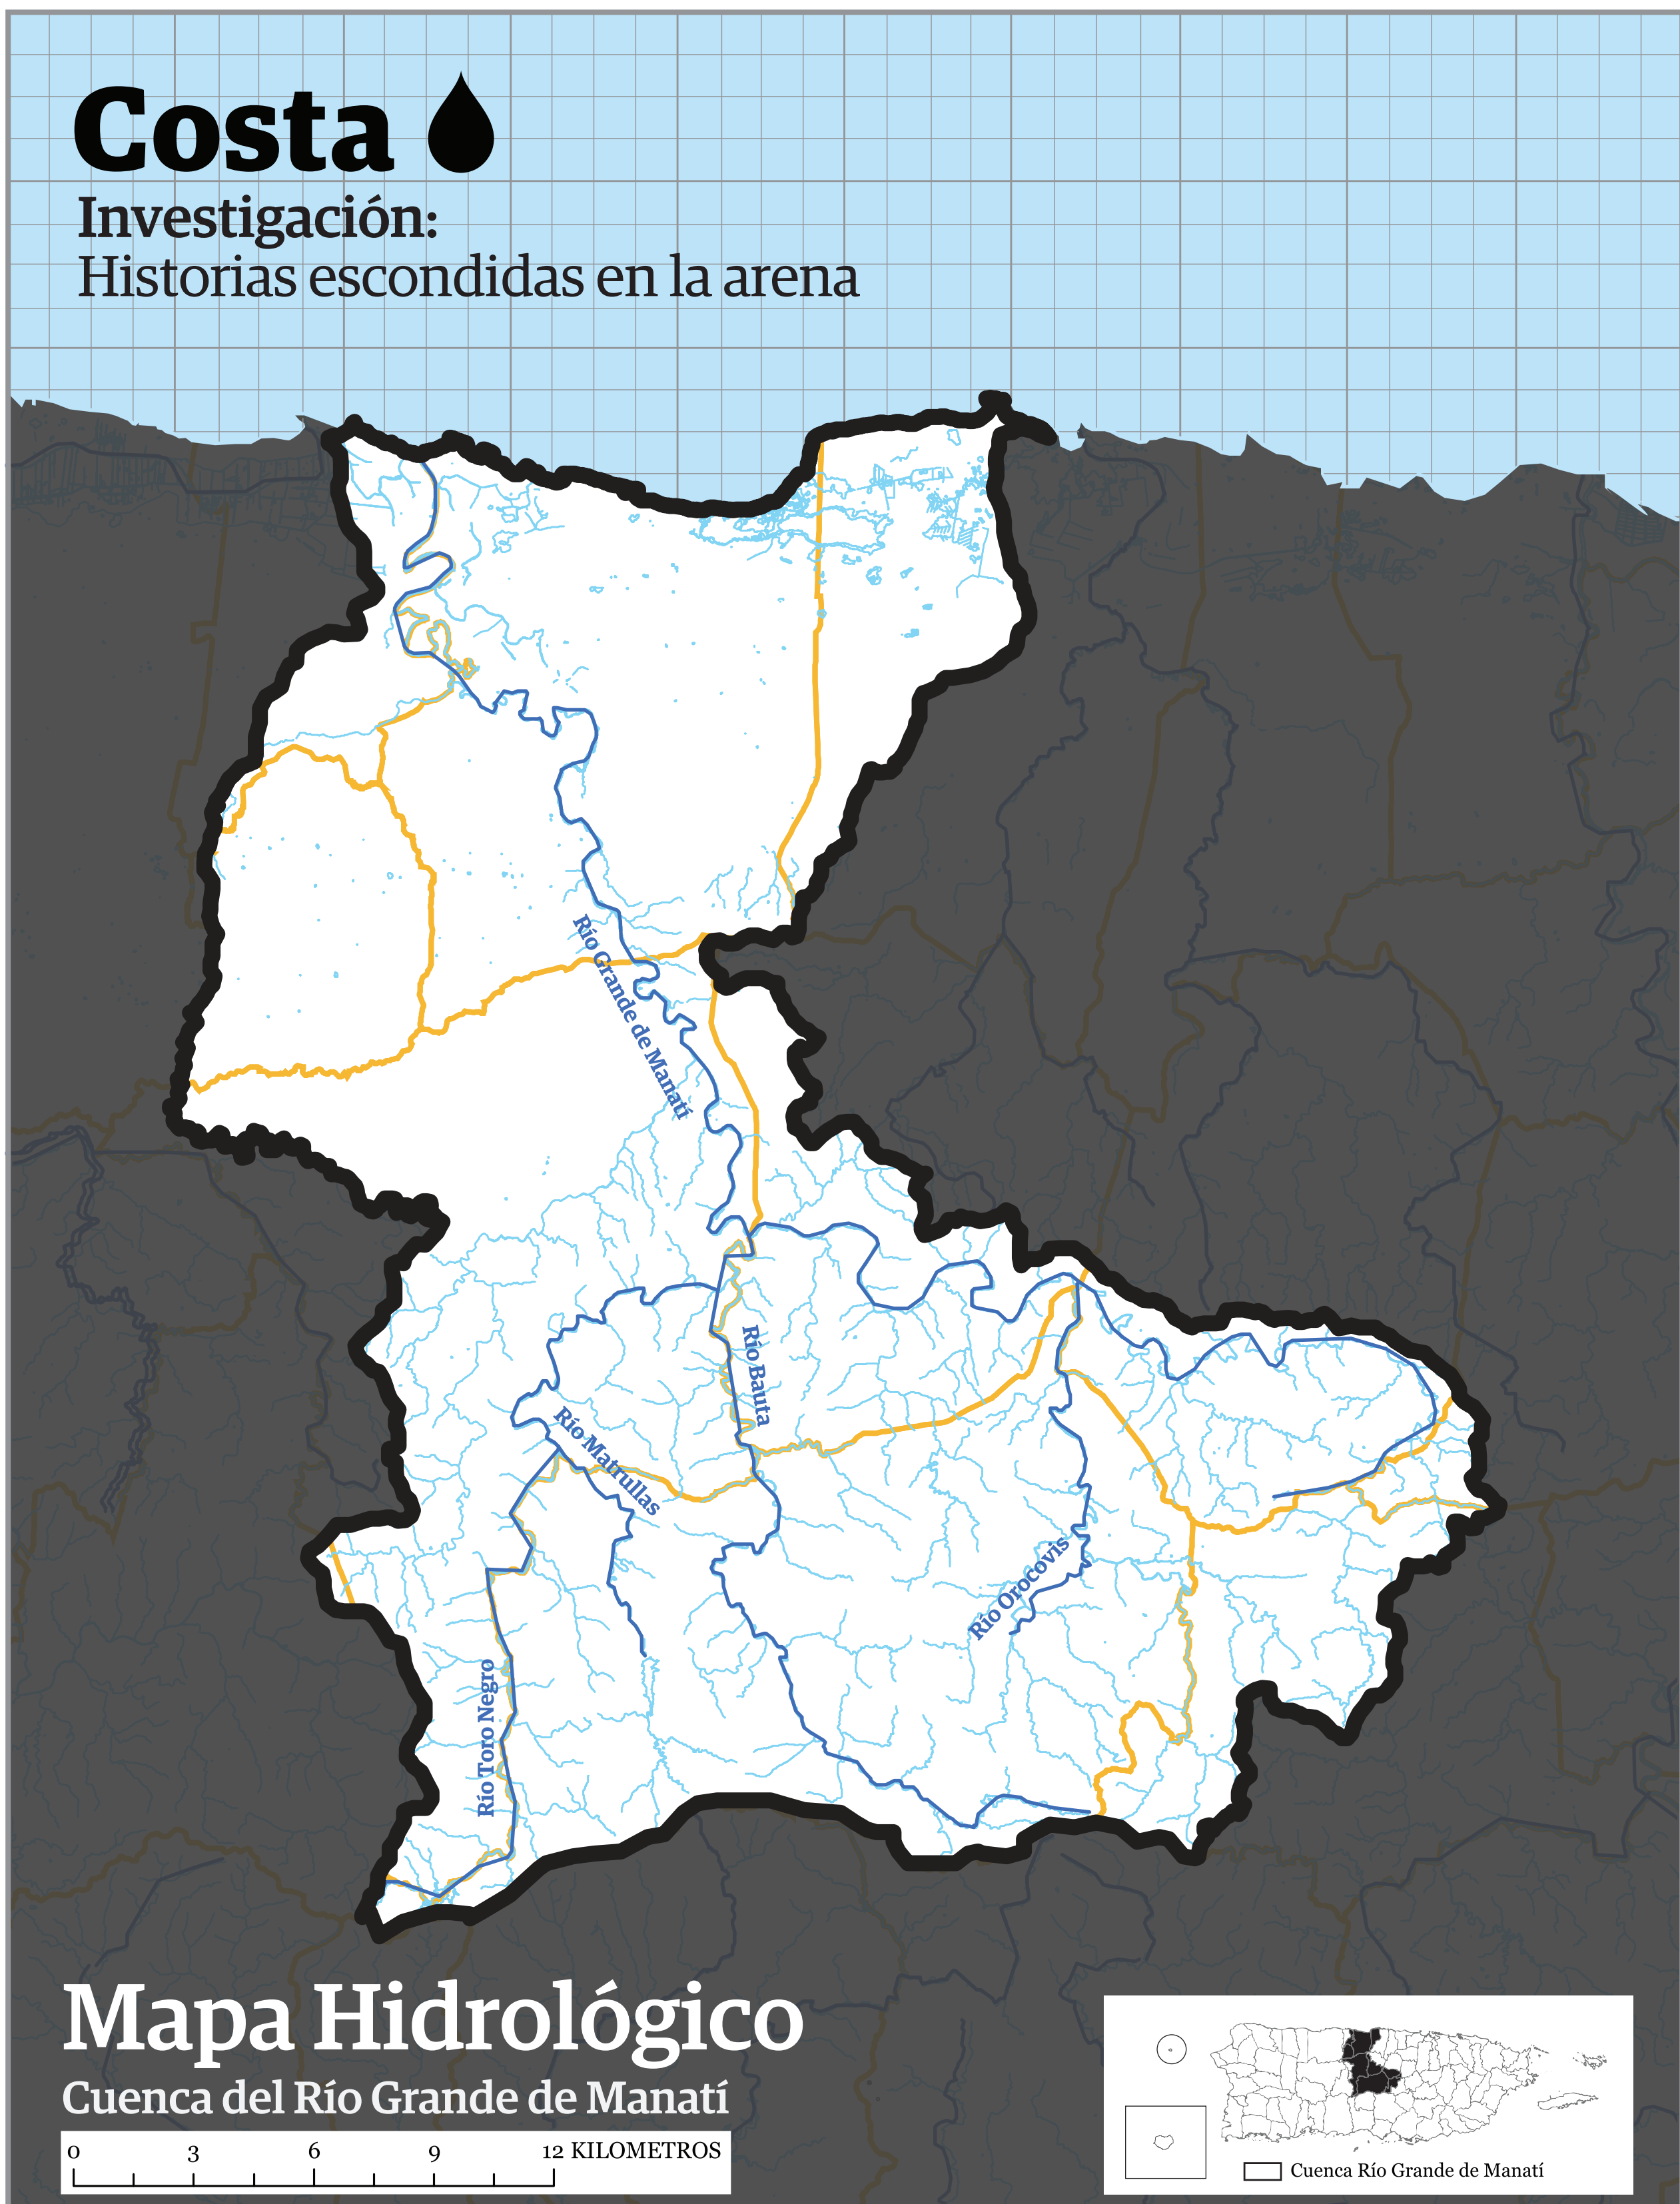 Costa
Investigación:
Historias escondidas en la arena
Río Grande de Manatí
Río Bauta
Río Matrullas
Río Orocovis
Río Toro Negro
Mapa Hidrológico
Cuenca del Río Grande de Manatí
0 3 6 9 12 KILOMETROS
Cuenca Río Grande de Manatí